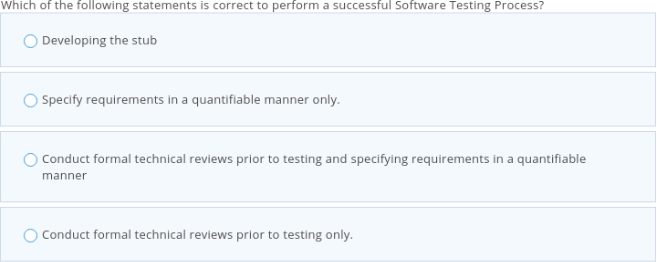 Which of the following statements is correct to perform a successful Software Testing Process?
Developing the stub
Specify requirements in a quantifiable manner only.
Conduct formal technical reviews prior to testing and specifying requirements in a quantifiable
manner
Conduct formal technical reviews prior to testing only.